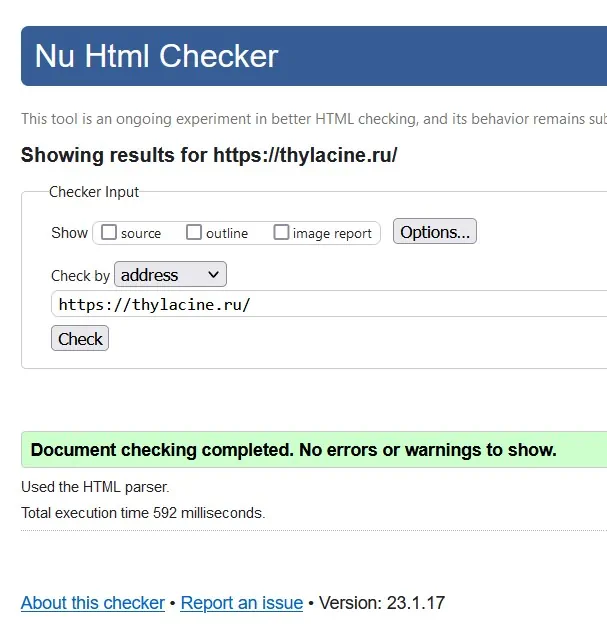 Nu Html Checker
This tool is an ongoing experiment in better HTML checking, and its behavior remains sub
Showing results for https://thylacine.ru/
Checker Input
Show source outline image report Options...
Check by address
https://thylacine.ru/
Check
Document checking completed. No errors or warnings to show.
Used the HTML parser.
Total execution time 592 milliseconds.
About this checker • Report an issue • Version: 23.1.17